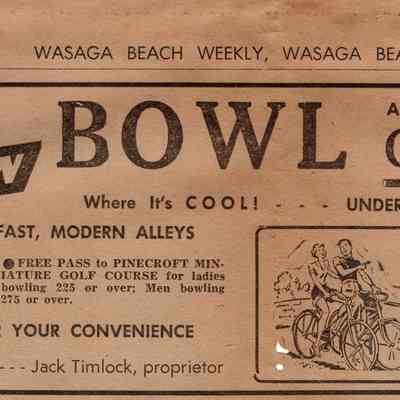 WASAGA BEACH WEEKLY, WASAGA BEA
W BOWL A
Where It's COOL! - - - UNDER
FAST, MODERN ALLEYS
● FREE PASS to PINECROFT MIN-
IATURE GOLF COURSE for ladies
bowling 225 or over; Men bowling
275 or over.
R YOUR CONVENIENCE
- - - Jack Timlock, proprietor